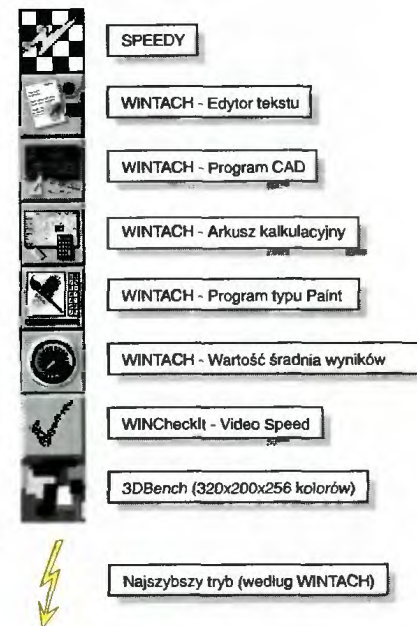 SPEEDY
WINTACH - Edytor tekstu
WINTACH - Program CAD
WINTACH - Arkusz kalkulacyjny
WINTACH - Program typu Paint
WINTACH - Wartość średnia wyników
WINCheckIt - Video Speed
3DBench (320x200x256 kolorów)
Najszybszy tryb (według WINTACH)